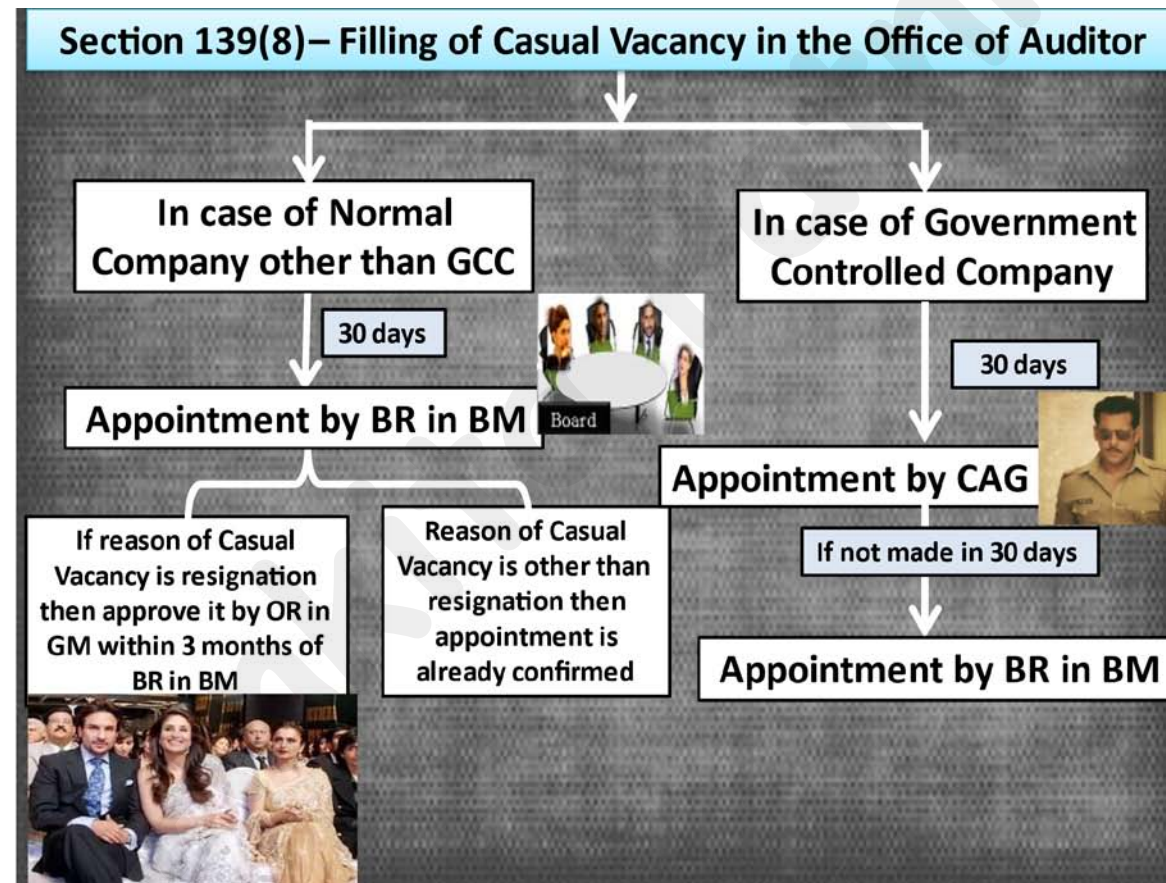 Section 139(8)– Filling of Casual Vacancy in the Office of Auditor
In case of Normal
Company other than GCC
30 days
Board
Appointment by BR in BM
If reason of Casual
Vacancy is resignation
then approve it by OR in
GM within 3 months of
BR in BM
Reason of Casual
Vacancy is other than
resignation then
appointment is
already confirmed
In case of Government
Controlled Company
30 days
Appointment by CAG
If not made in 30 days
Appointment by BR in BM